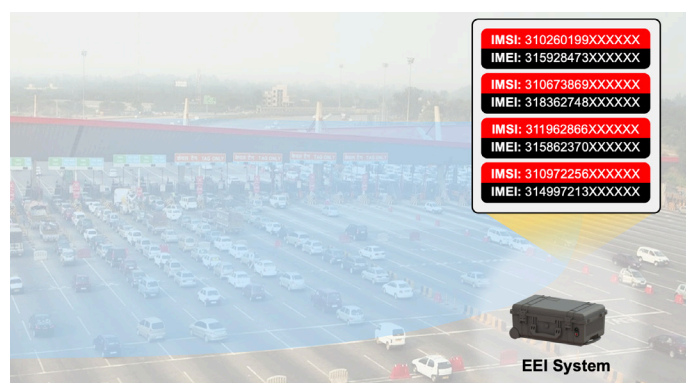 IMSI: 310260199XXXXXX
IMEI: 315928473XXXXXX
IMSI: 310673869XXXXXX
IMEI: 318362748XXXXXX
IMSI: 311962866XXXXXX
IMEI: 315862370XXXXXX
IMSI: 310972256XXXXXX
IMEI: 314997213XXXXXX
EEI System